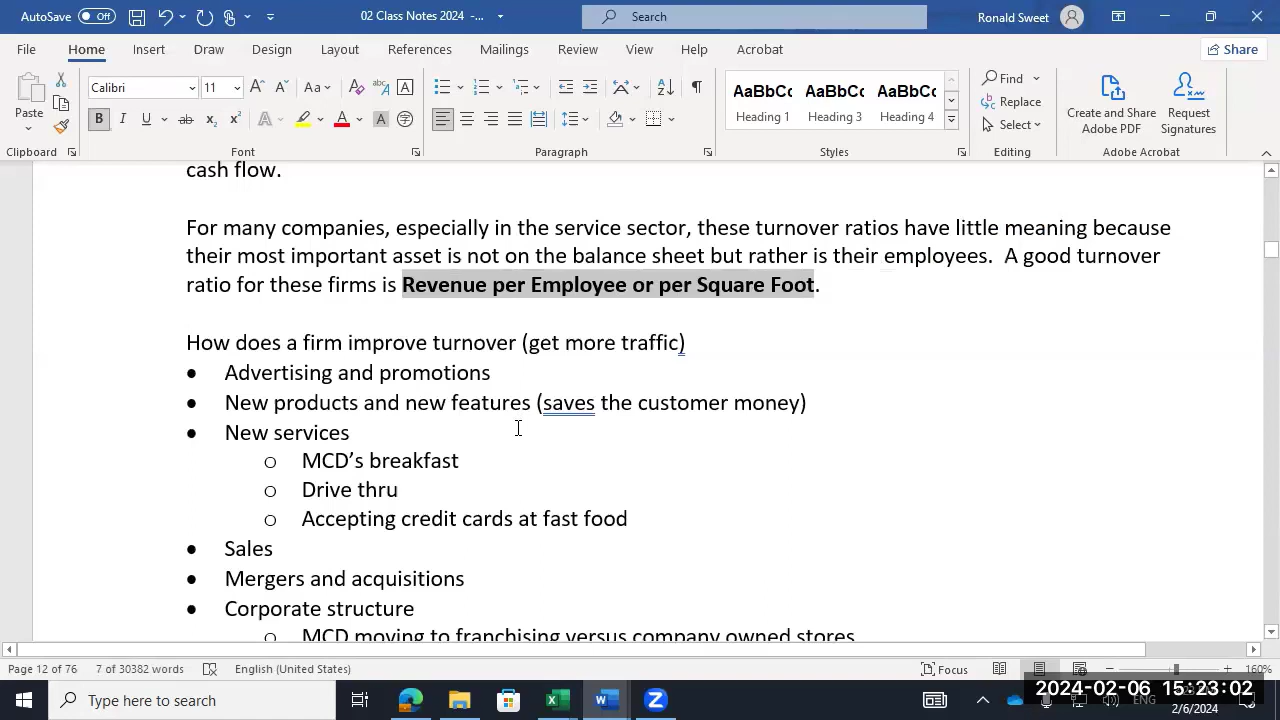 AutoSave Off 02 Class Notes 2024 -... Search Ronald Sweet
File Home Insert Draw Design Layout References Mailings Review View Help Acrobat Share
Calibri 11 Aa AaBbCc AaBbCc AaBbCc Find
Replace
Paste B I U ab x₂ x² A A A Heading 1 Heading 3 Heading 4 Select Create and Share Adobe PDF Request Signatures
Clipboard Font Paragraph Styles Editing Adobe Acrobat
cash flow.
For many companies, especially in the service sector, these turnover ratios have little meaning because
their most important asset is not on the balance sheet but rather is their employees. A good turnover
ratio for these firms is Revenue per Employee or per Square Foot.
How does a firm improve turnover (get more traffic)
• Advertising and promotions
• New products and new features (saves the customer money)
• New services
o MCD’s breakfast
o Drive thru
o Accepting credit cards at fast food
• Sales
• Mergers and acquisitions
• Corporate structure
o MCD moving to franchising versus company owned stores
Page 12 of 76 7 of 30382 words English (United States) Focus 160%
Type here to search ENG 2024-02-06 15:23:02
2/6/2024